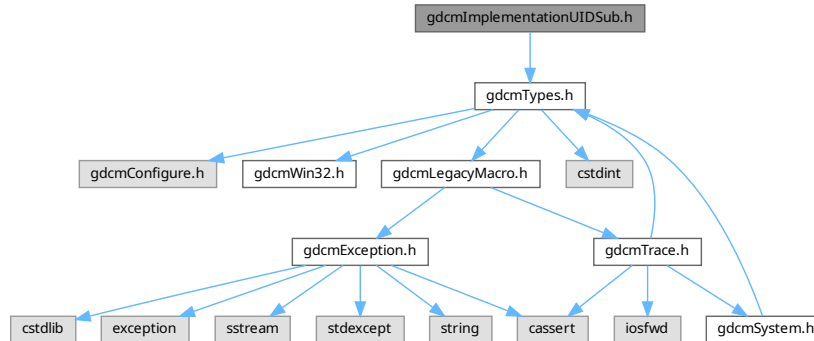 gdcmImplementationUIDSub.h
gdcmTypes.h
gdcmConfigure.h
gdcmWin32.h
gdcmLegacyMacro.h
cstdint
gdcmException.h
gdcmTrace.h
cstdlib
exception
sstream
stdexcept
string
cassert
iosfwd
gdcmSystem.h